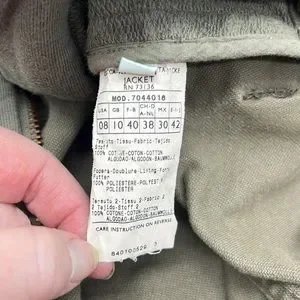 JACKET
RN 73136
MOD. 7044018
USA GB F-B CH-D A-NL MX E-I
08 10 40 38 30 42
Tessuto-Tissu-Fabric-Tejido
Stoff
100% COTONE-COTON-COTTON
ALGODAO-ALGODON-BAUMWOLLE
Fodera-Doublure-Lining-Forro
Futter
100% POLIESTERE-POLYEST
POLIESTER
Tessuto 2-Tissu 2-Fabric 2
2 Tejido-Stoff 2
100% COTONE-COTON-COTTON
ALGODAO-ALGODON-BAUMWOLLE
CARE INSTRUCTION ON REVERSE